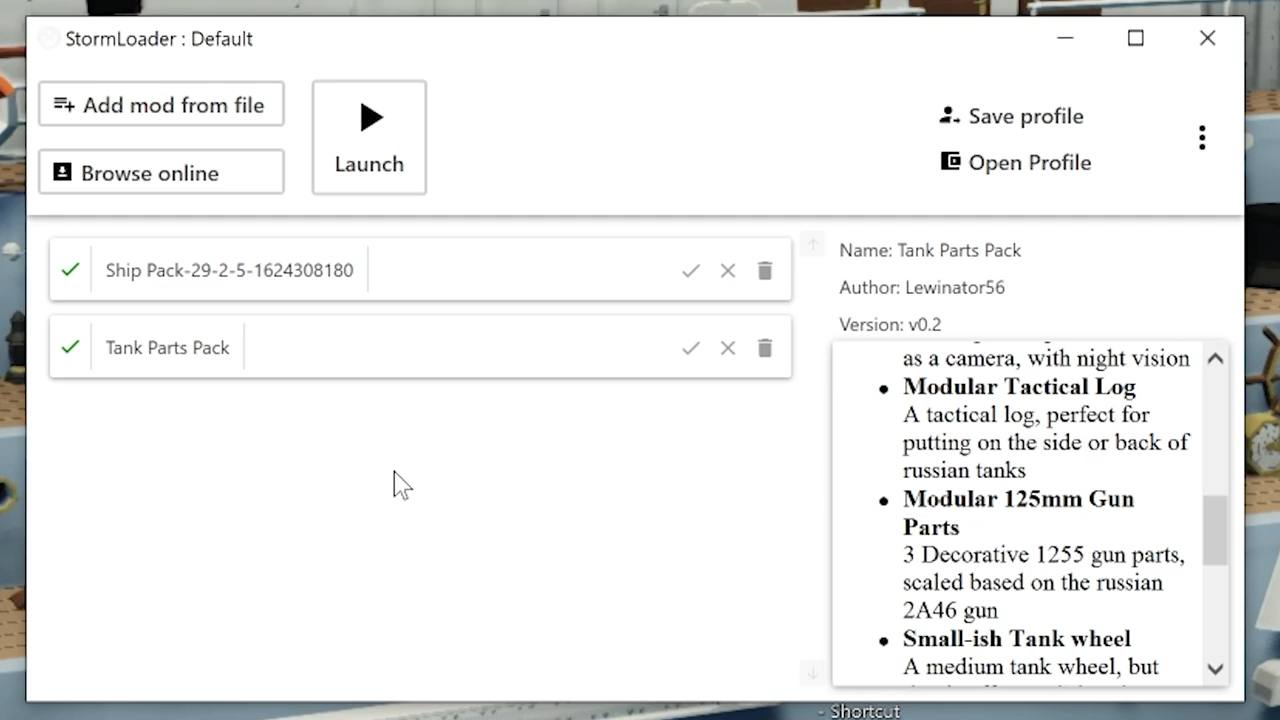 StormLoader : Default
Add mod from file
Browse online
Launch
Save profile
Open Profile
Ship Pack-29-2-5-1624308180
Tank Parts Pack
Name: Tank Parts Pack
Author: Lewinator56
Version: v0.2
as a camera, with night vision
• Modular Tactical Log
A tactical log, perfect for
putting on the side or back of
russian tanks
• Modular 125mm Gun
Parts
3 Decorative 1255 gun parts,
scaled based on the russian
2A46 gun
• Small-ish Tank wheel
A medium tank wheel, but
- Shortcut